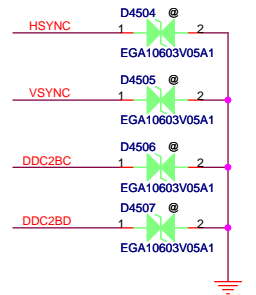 D4504 @
HSYNC 1 2
EGA10603V05A1
D4505 @
VSYNC 1 2
EGA10603V05A1
D4506 @
DDC2BC 1 2
EGA10603V05A1
D4507 @
DDC2BD 1 2
EGA10603V05A1